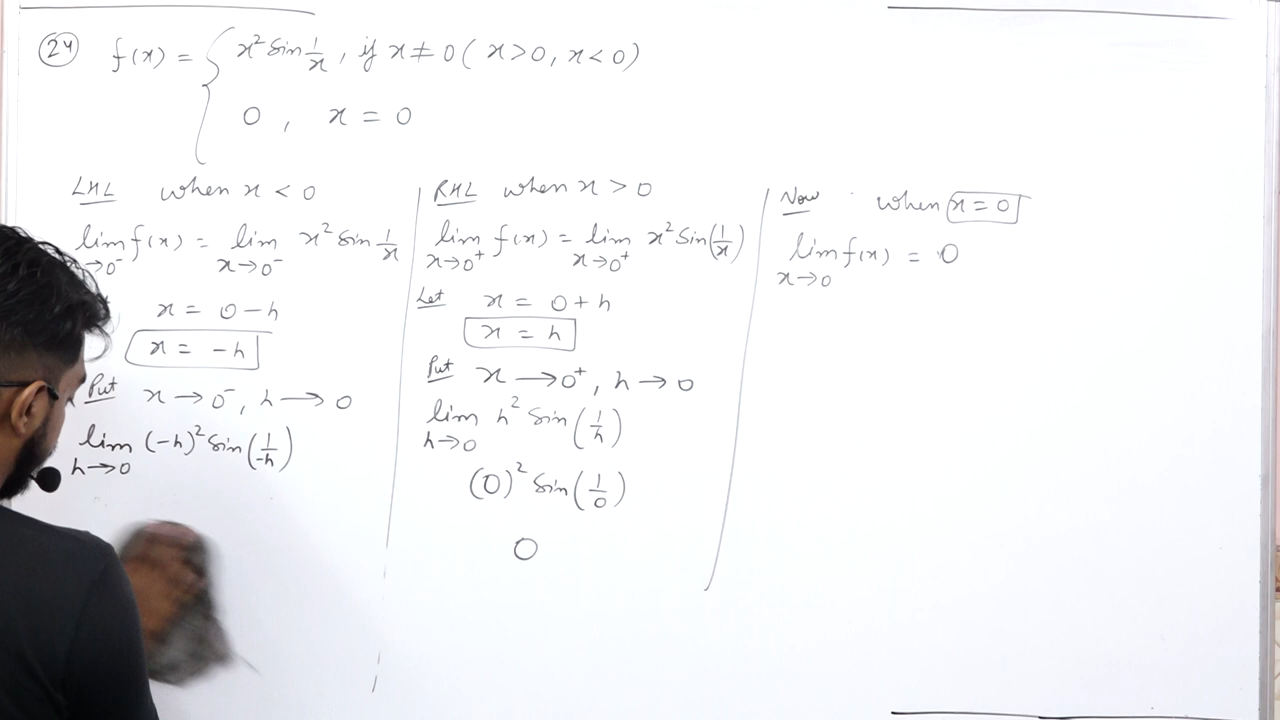 24 f(x) = { x² Sin 1/x , if x ≠ 0 ( x > 0, x < 0)
0 , x = 0
LHL when x < 0
lim f(x) = lim x² Sin 1/x
x→0⁻ x→0⁻
x = 0 - h
x = -h
Put x → 0⁻, h → 0
lim (-h)² Sin(1/-h)
h→0
RHL when x > 0
lim f(x) = lim x² Sin(1/x)
x→0⁺ x→0⁺
Let x = 0 + h
x = h
Put x → 0⁺, h → 0
lim h² Sin(1/h)
h→0
(0)² Sin(1/0)
0
Now when x = 0
lim f(x) = 0
x→0